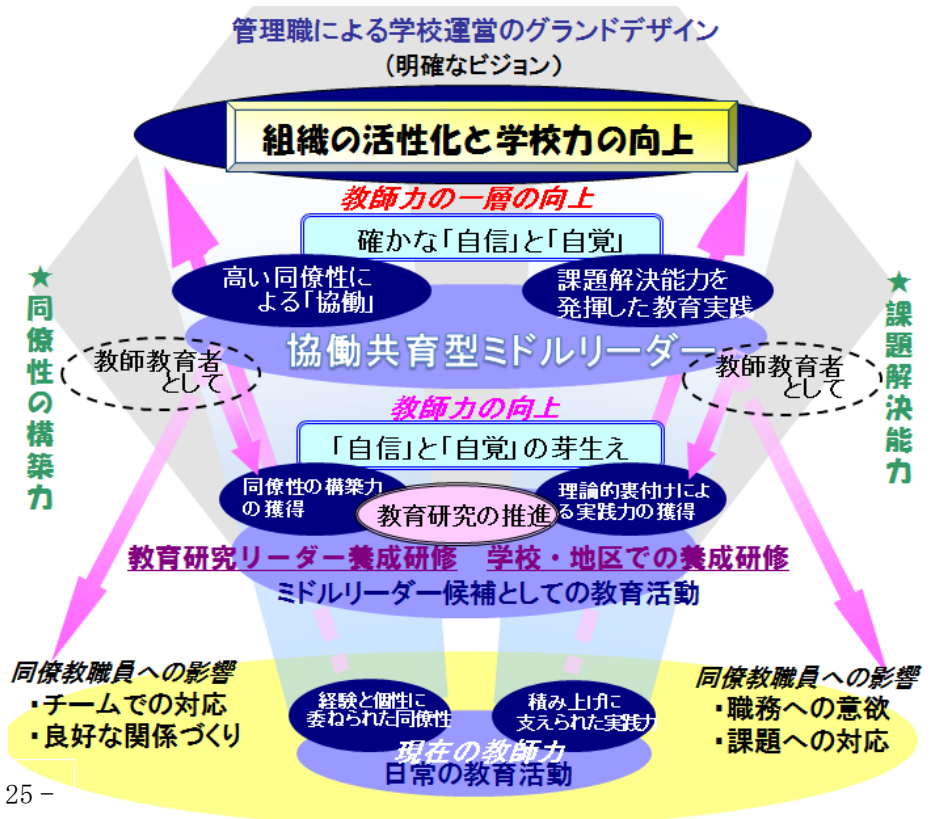 管理職による学校運営のグランドデザイン
(明確なビジョン)
組織の活性化と学校力の向上
教師力の一層の向上
確かな「自信」と「自覚」
高い同僚性に
よる「協働」
課題解決能力を
発揮した教育実践
★同僚性の構築力
★課題解決能力
協働共育型ミドルリーダー
教師教育者
として
教師教育者
として
教師力の向上
「自信」と「自覚」の芽生え
同僚性の構築力
の獲得
理論的裏付けによ
る実践力の獲得
教育研究の推進
教育研究リーダー養成研修 学校・地区での養成研修
ミドルリーダー候補としての教育活動
同僚教職員への影響
・チームでの対応
・良好な関係づくり
同僚教職員への影響
・職務への意欲
・課題への対応
経験と個性に
委ねられた同僚性
積み上げに
支えられた実践力
現在の教師力
日常の教育活動
25 −